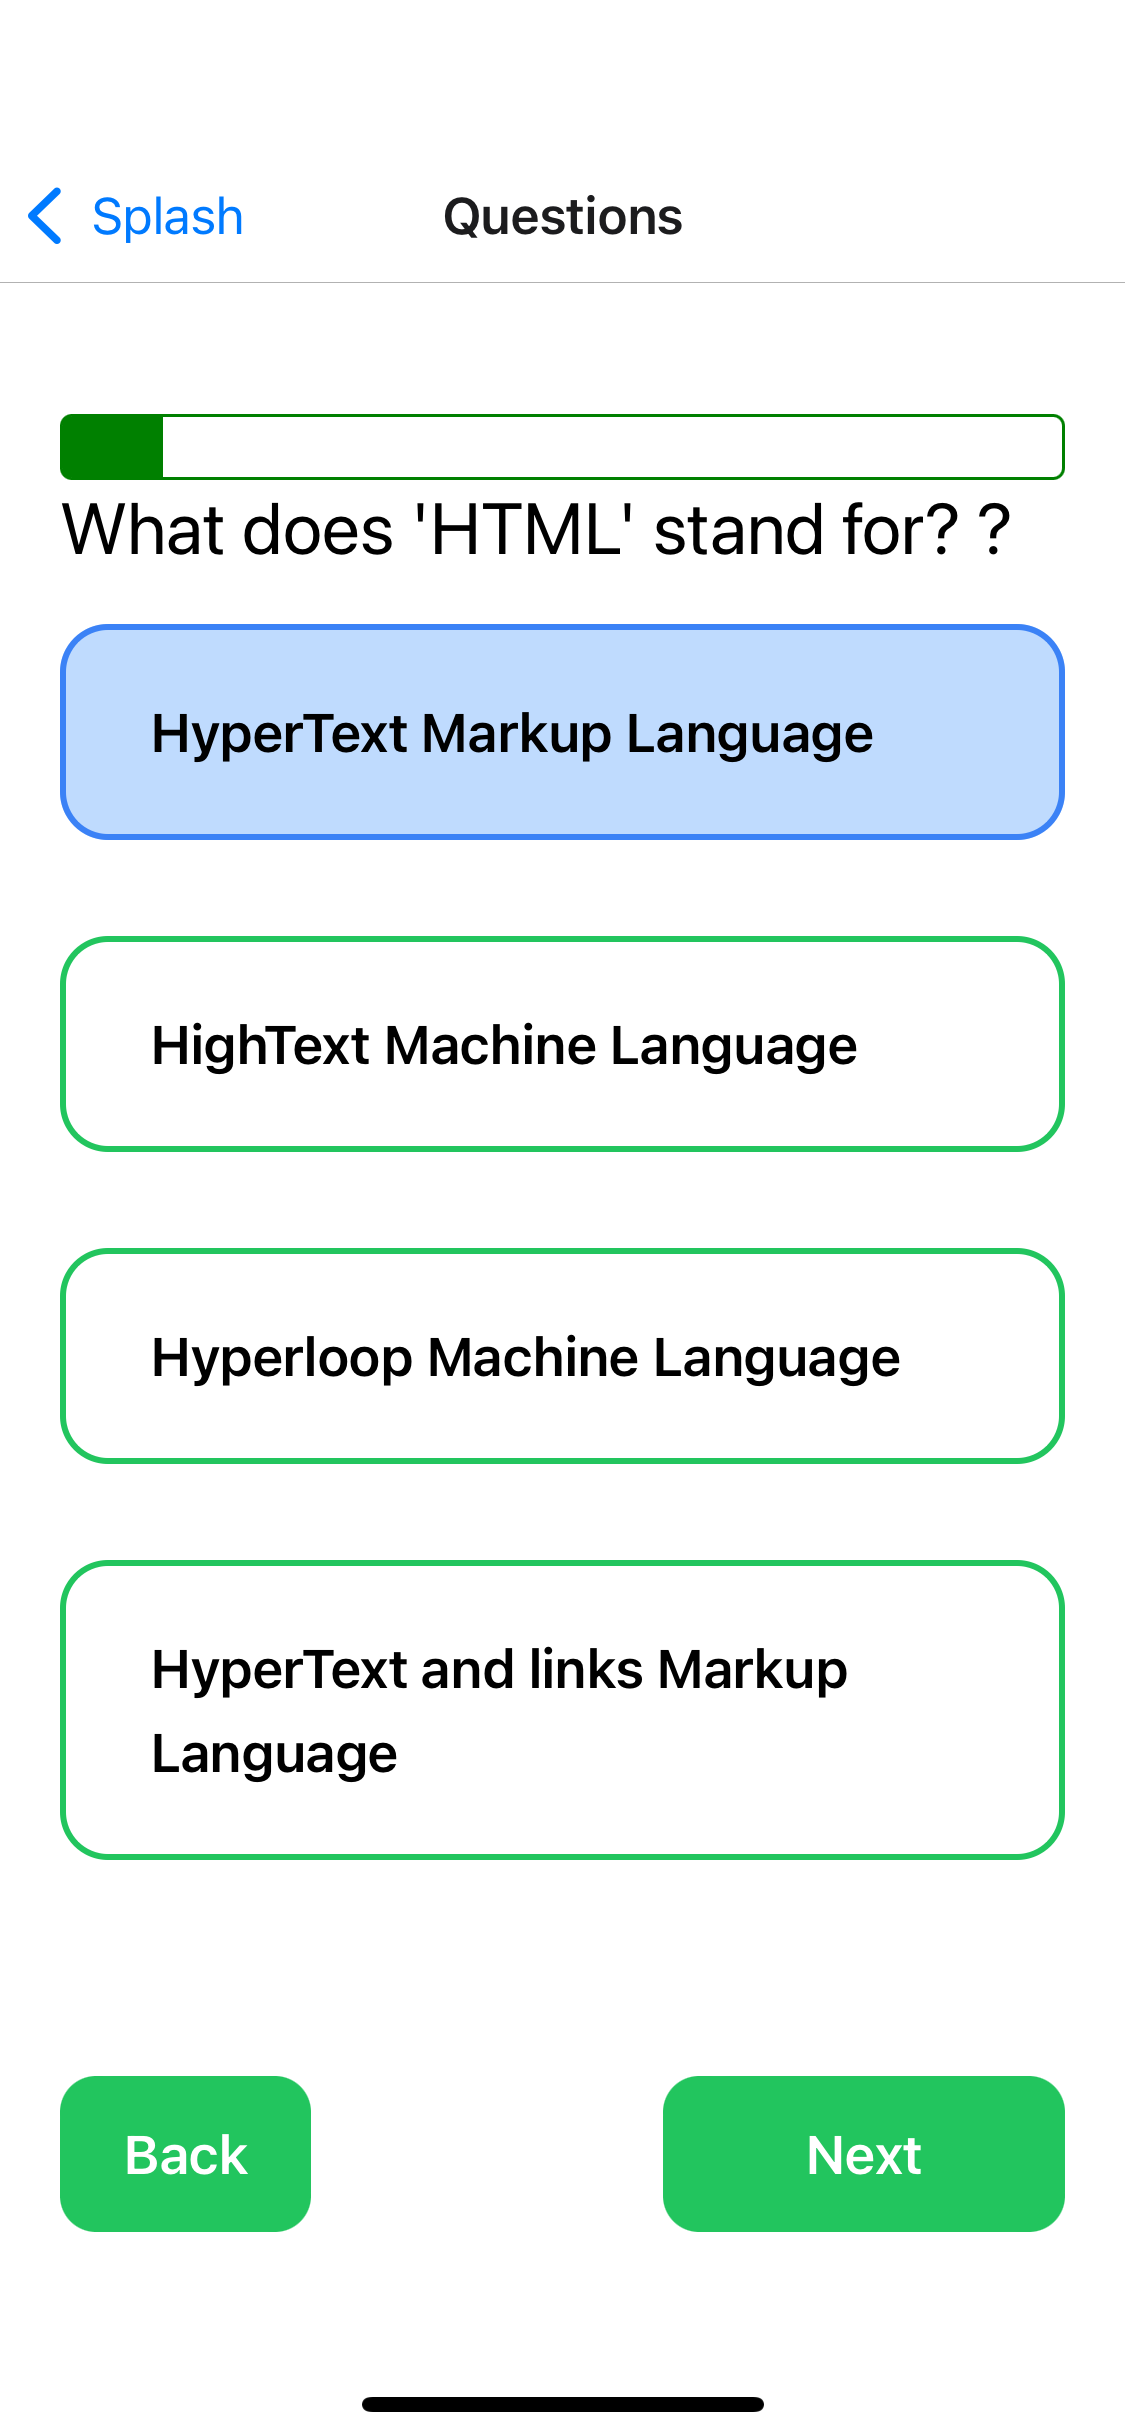 Splash
Questions
What does 'HTML' stand for? ?
HyperText Markup Language
HighText Machine Language
Hyperloop Machine Language
HyperText and links Markup
Language
Back
Next